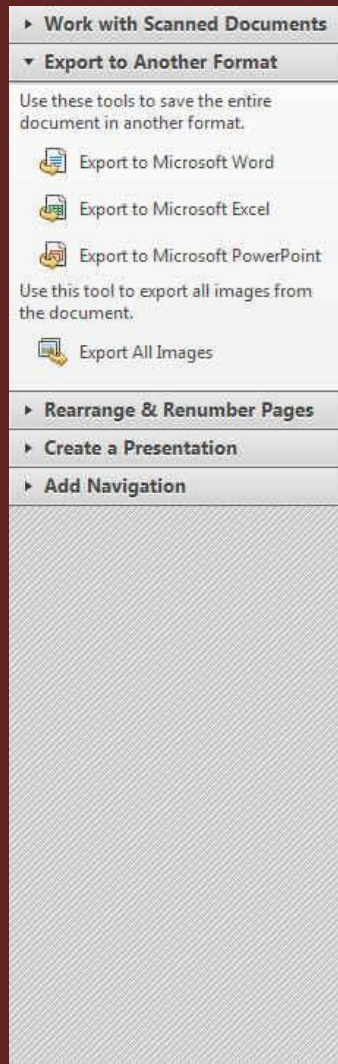 Work with Scanned Documents
Export to Another Format
Use these tools to save the entire
document in another format.
Export to Microsoft Word
Export to Microsoft Excel
Export to Microsoft PowerPoint
Use this tool to export all images from
the document.
Export All Images
Rearrange & Renumber Pages
Create a Presentation
Add Navigation